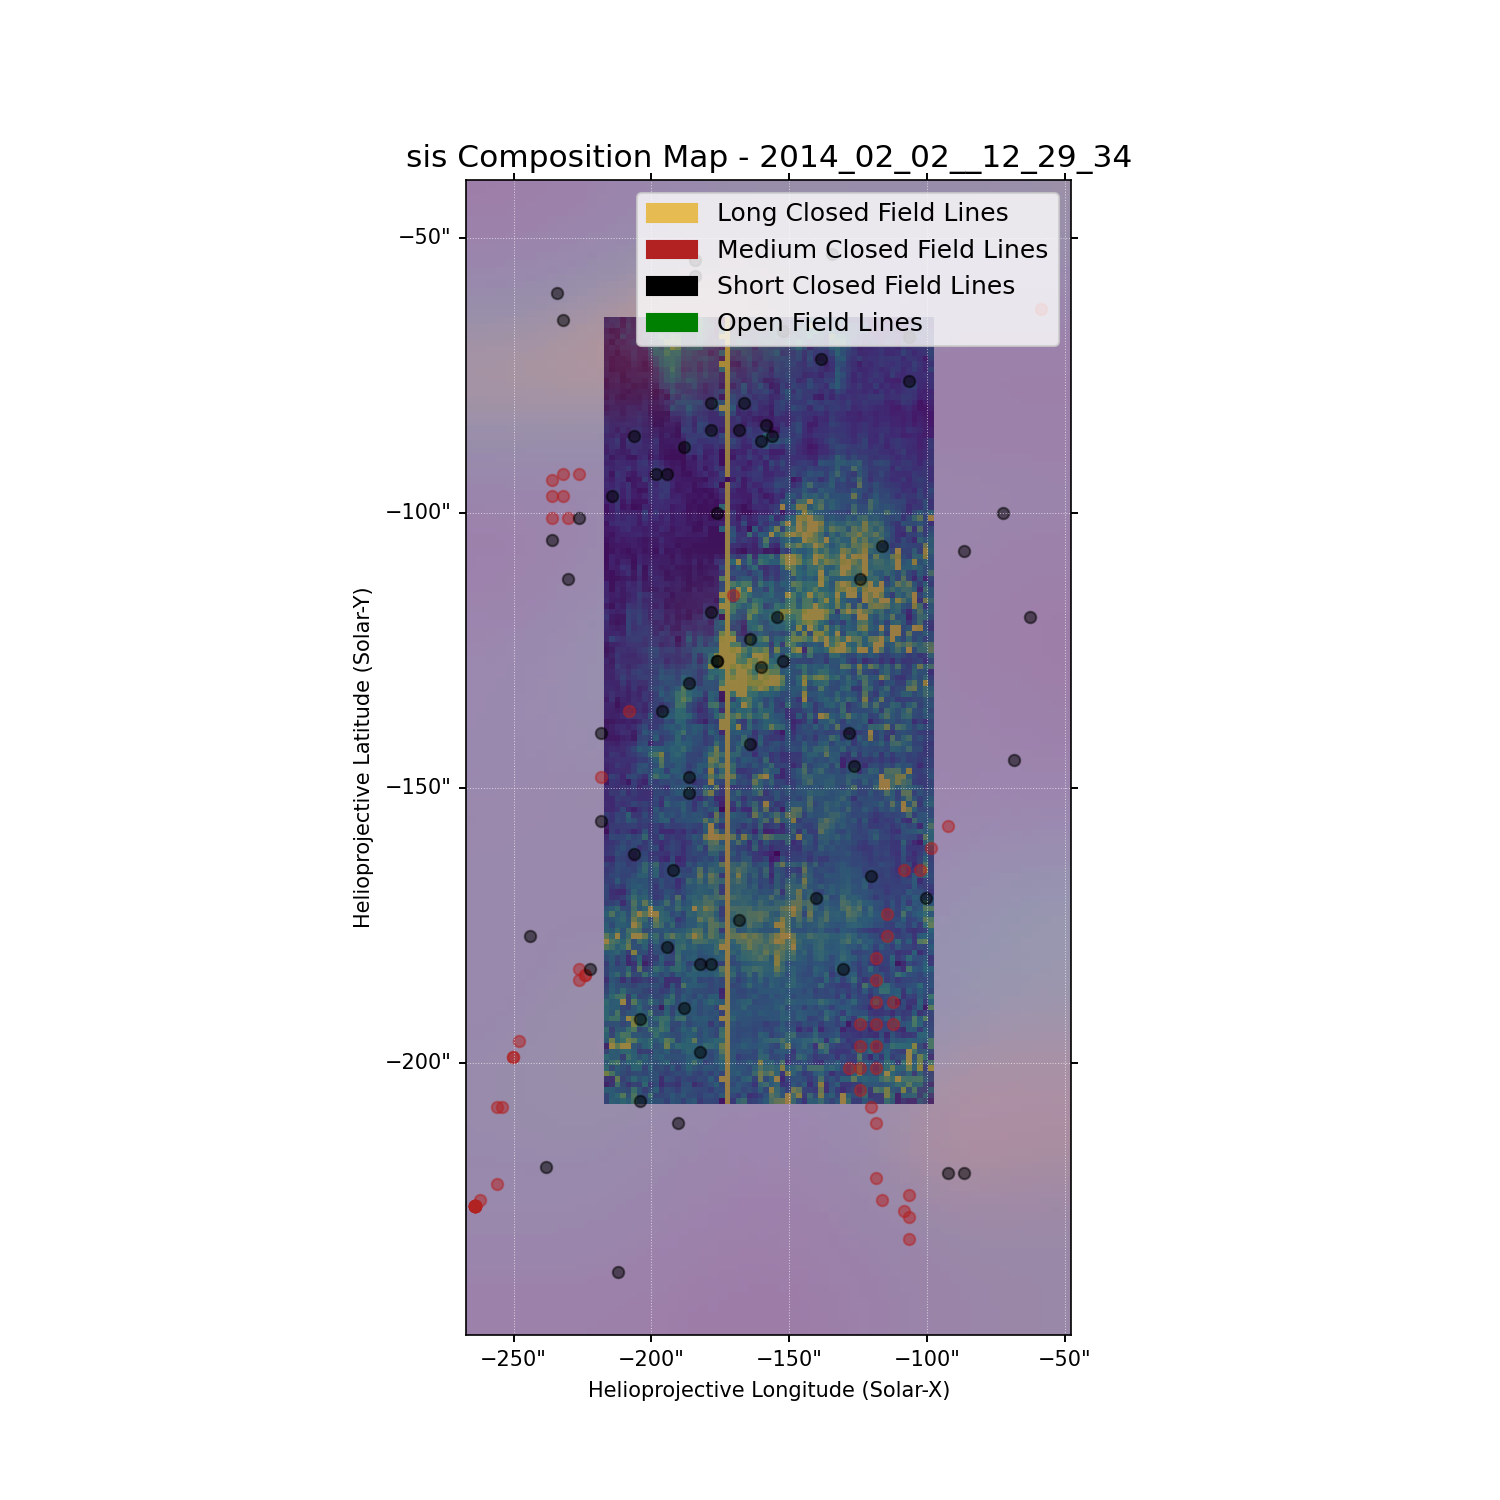 sis Composition Map - 2014_02_02__12_29_34
Long Closed Field Lines
Medium Closed Field Lines
Short Closed Field Lines
Open Field Lines
−50"
−100"
−150"
−200"
Helioprojective Latitude (Solar-Y)
−250" −200" −150" −100" −50"
Helioprojective Longitude (Solar-X)